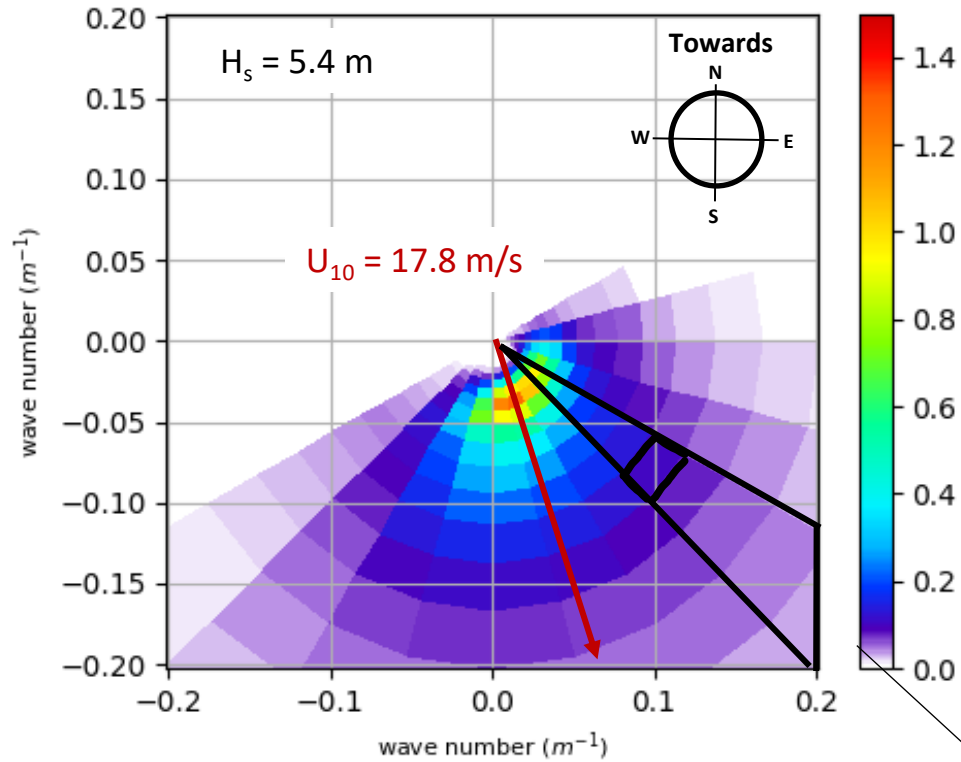 0.20
0.15
0.10
0.05
0.00
−0.05
−0.10
−0.15
−0.20
wave number (m⁻¹)
Hₛ = 5.4 m
Towards
N
W
E
S
U₁₀ = 17.8 m/s
−0.2
−0.1
0.0
0.1
0.2
wave number (m⁻¹)
1.4
1.2
1.0
0.8
0.6
0.4
0.2
0.0